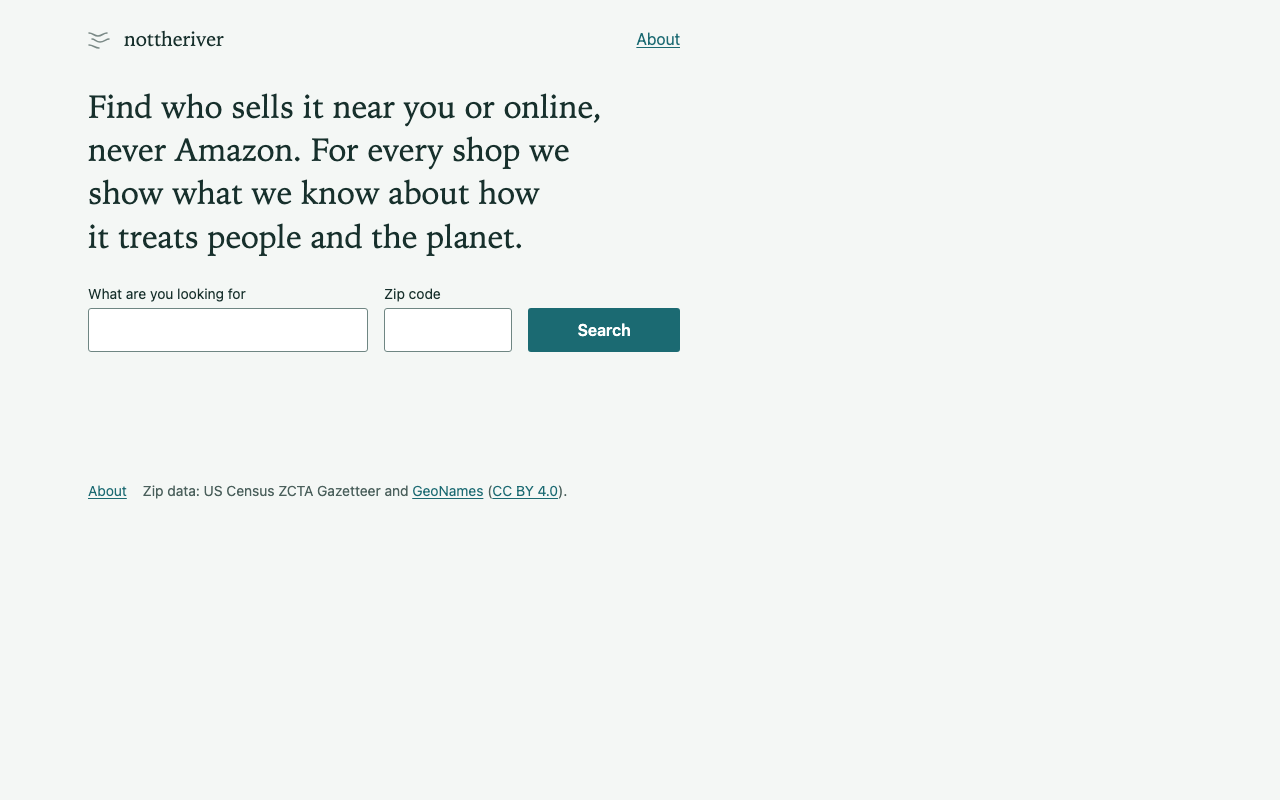 nottheriver
About
Find who sells it near you or online,
never Amazon. For every shop we
show what we know about how
it treats people and the planet.
What are you looking for
Zip code
Search
About Zip data: US Census ZCTA Gazetteer and GeoNames (CC BY 4.0).